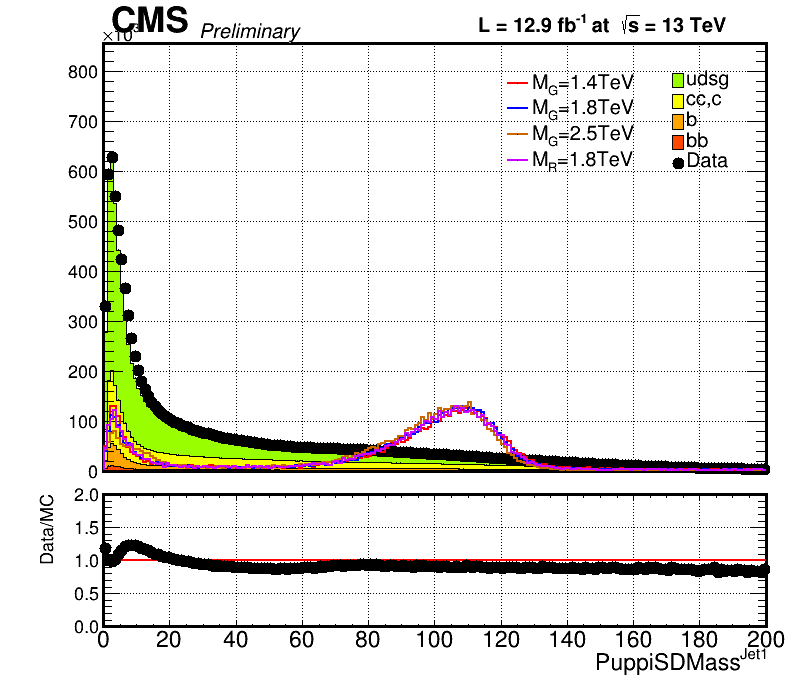 CMS Preliminary L = 12.9 fb⁻¹ at √s = 13 TeV
×10³
800
700
600
500
400
300
200
100
0
M_G=1.4TeV
M_G=1.8TeV
M_G=2.5TeV
M_R=1.8TeV
udsg
cc,c
b
bb
Data
Data/MC
2.0
1.5
1.0
0.5
0.0
0 20 40 60 80 100 120 140 160 180 200
PuppiSDMass^Jet1